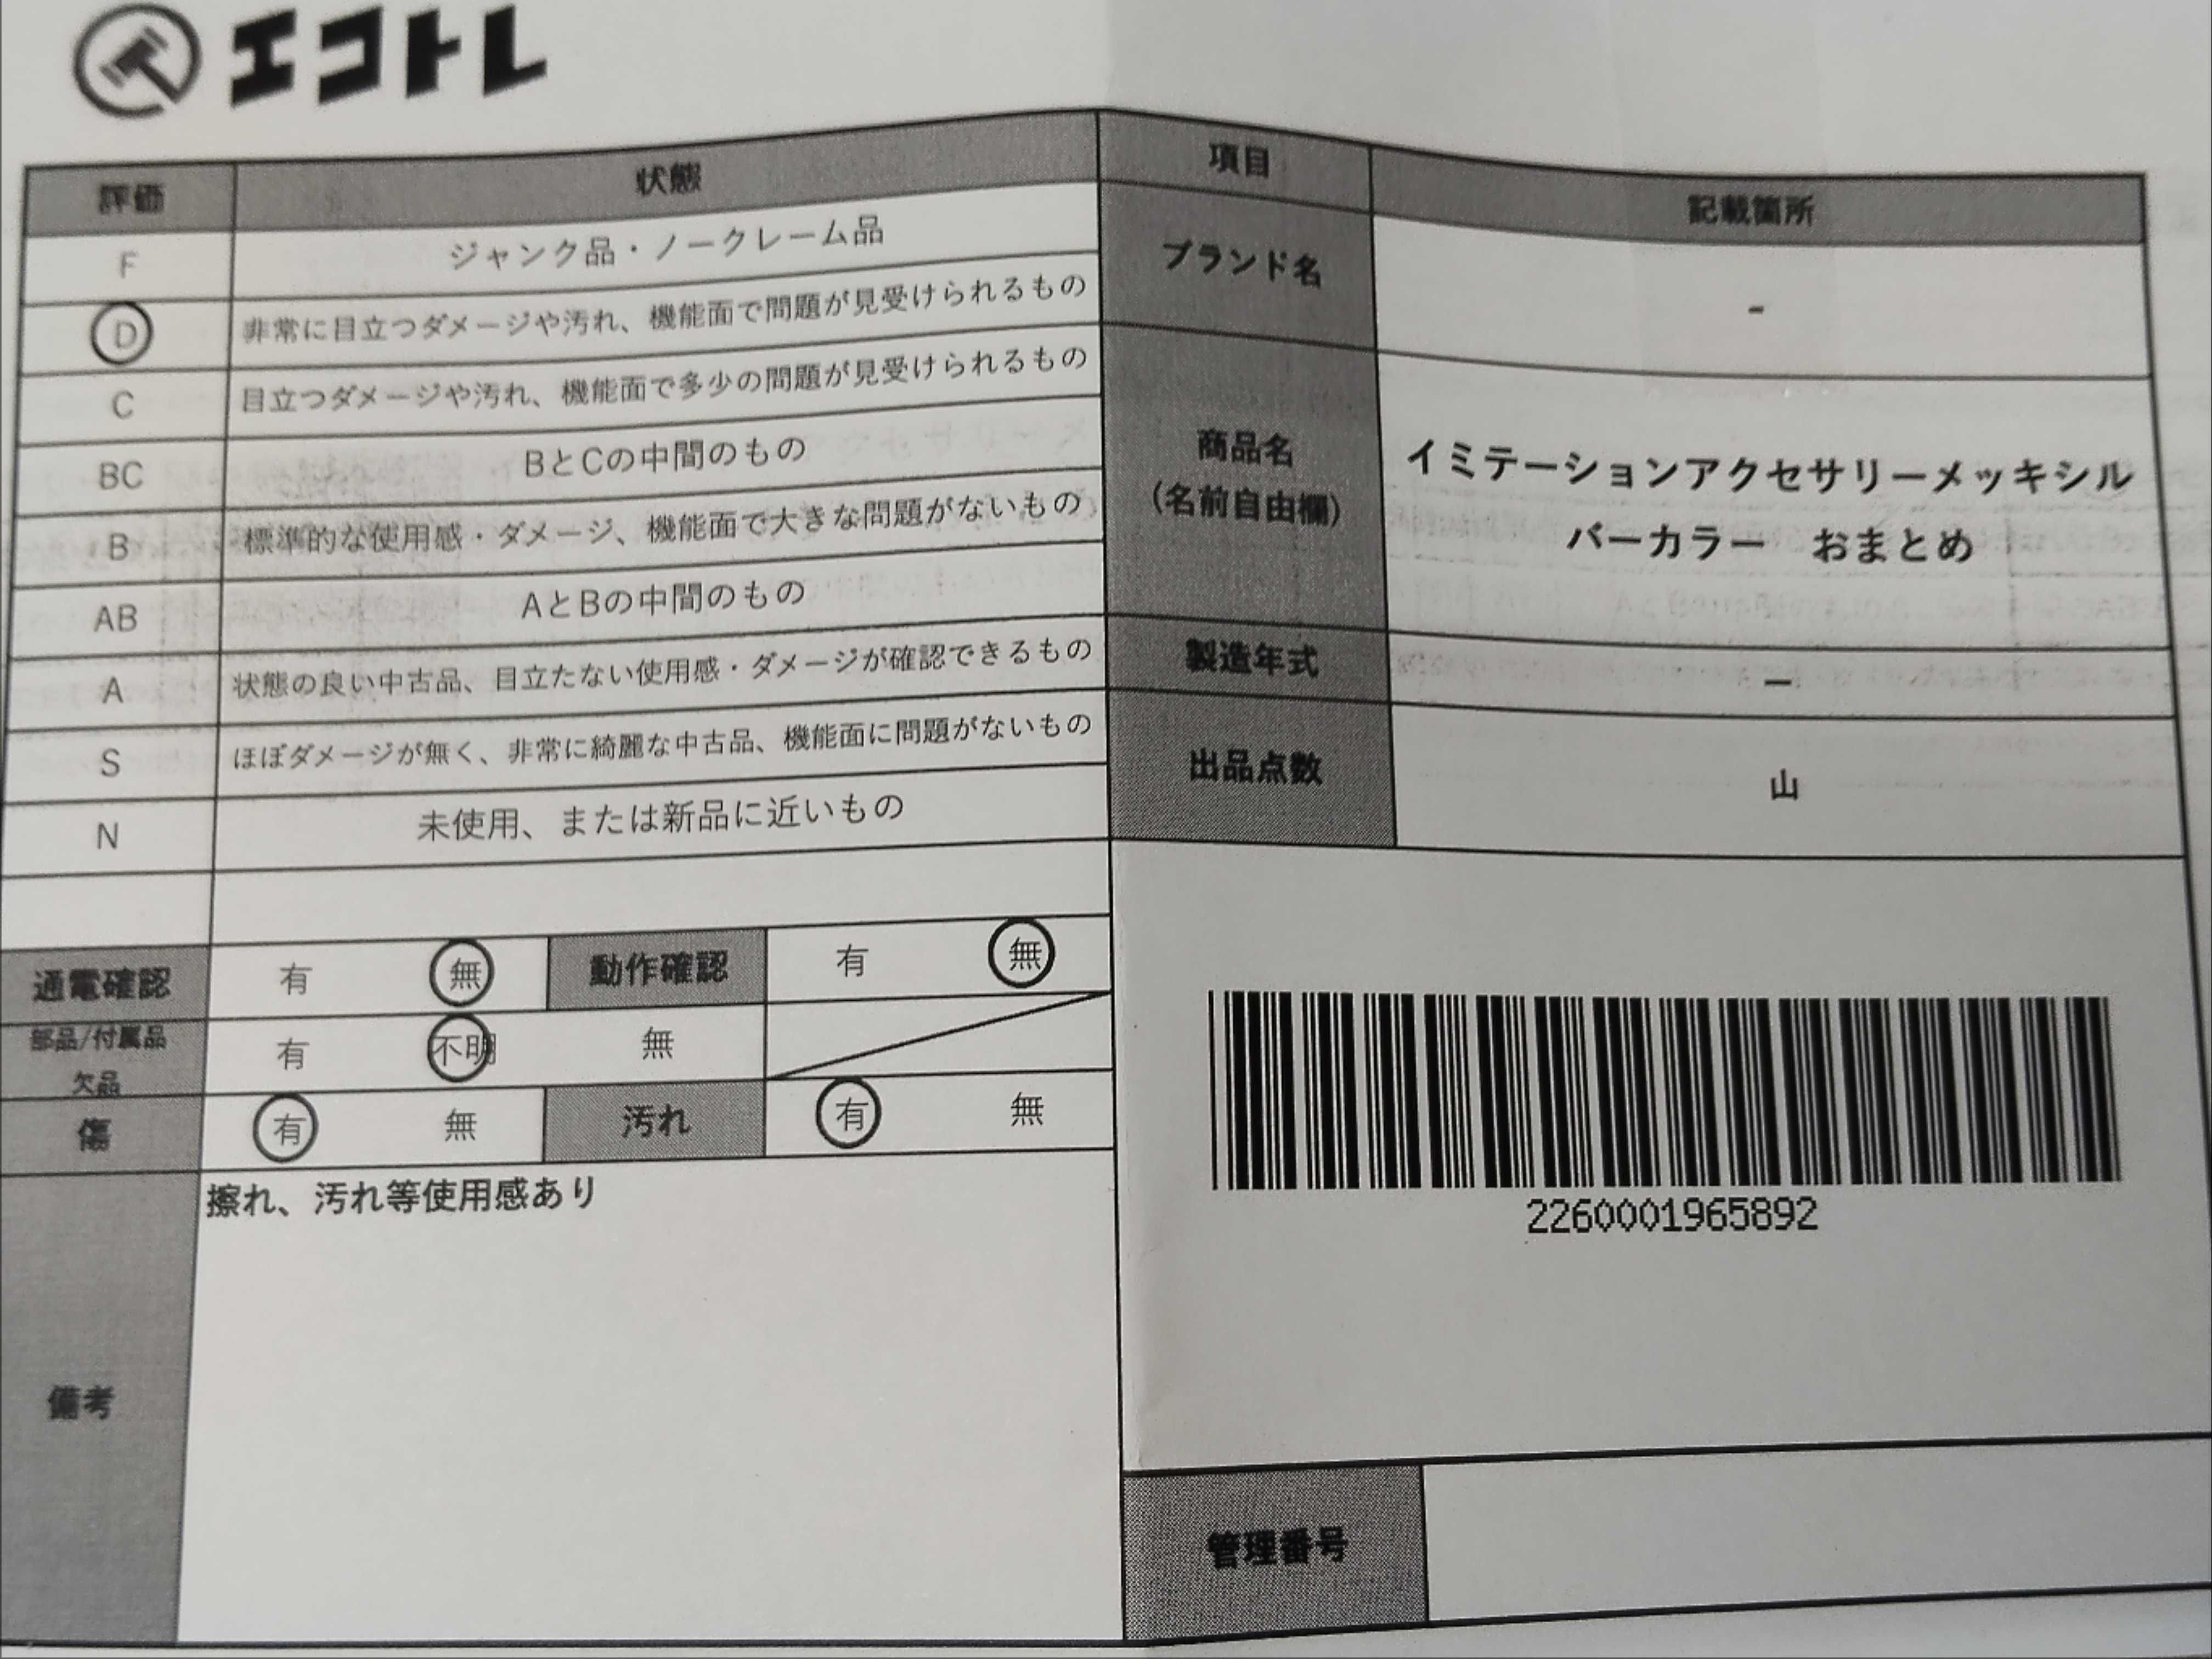 エコトレ
評価 状態
F ジャンク品・ノークレーム品
D 非常に目立つダメージや汚れ、機能面で問題が見受けられるもの
C 目立つダメージや汚れ、機能面で多少の問題が見受けられるもの
BC BとCの中間のもの
B 標準的な使用感・ダメージ、機能面で大きな問題がないもの
AB AとBの中間のもの
A 状態の良い中古品、目立たない使用感・ダメージが確認できるもの
S ほぼダメージが無く、非常に綺麗な中古品、機能面に問題がないもの
N 未使用、または新品に近いもの
通電確認 有 無 動作確認 有 無
部品/付属品 有 不明 無
欠品
傷 有 無 汚れ 有 無
備考 擦れ、汚れ等使用感あり
項目 記載箇所
ブランド名 -
商品名 イミテーションアクセサリーメッキシル
(名前自由欄) バーカラー おまとめ
製造年式 ー
出品点数 山
2260001965892
管理番号